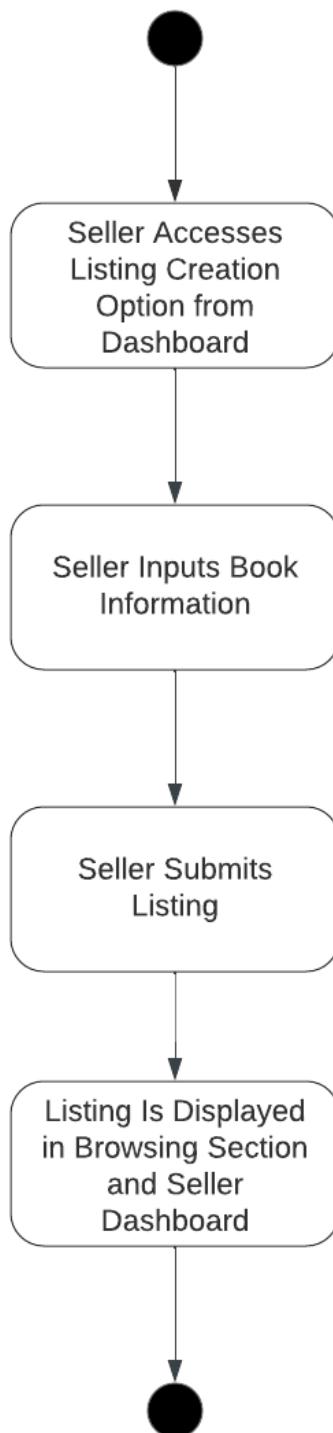 Seller Accesses
Listing Creation
Option from
Dashboard
Seller Inputs Book
Information
Seller Submits
Listing
Listing Is Displayed
in Browsing Section
and Seller
Dashboard